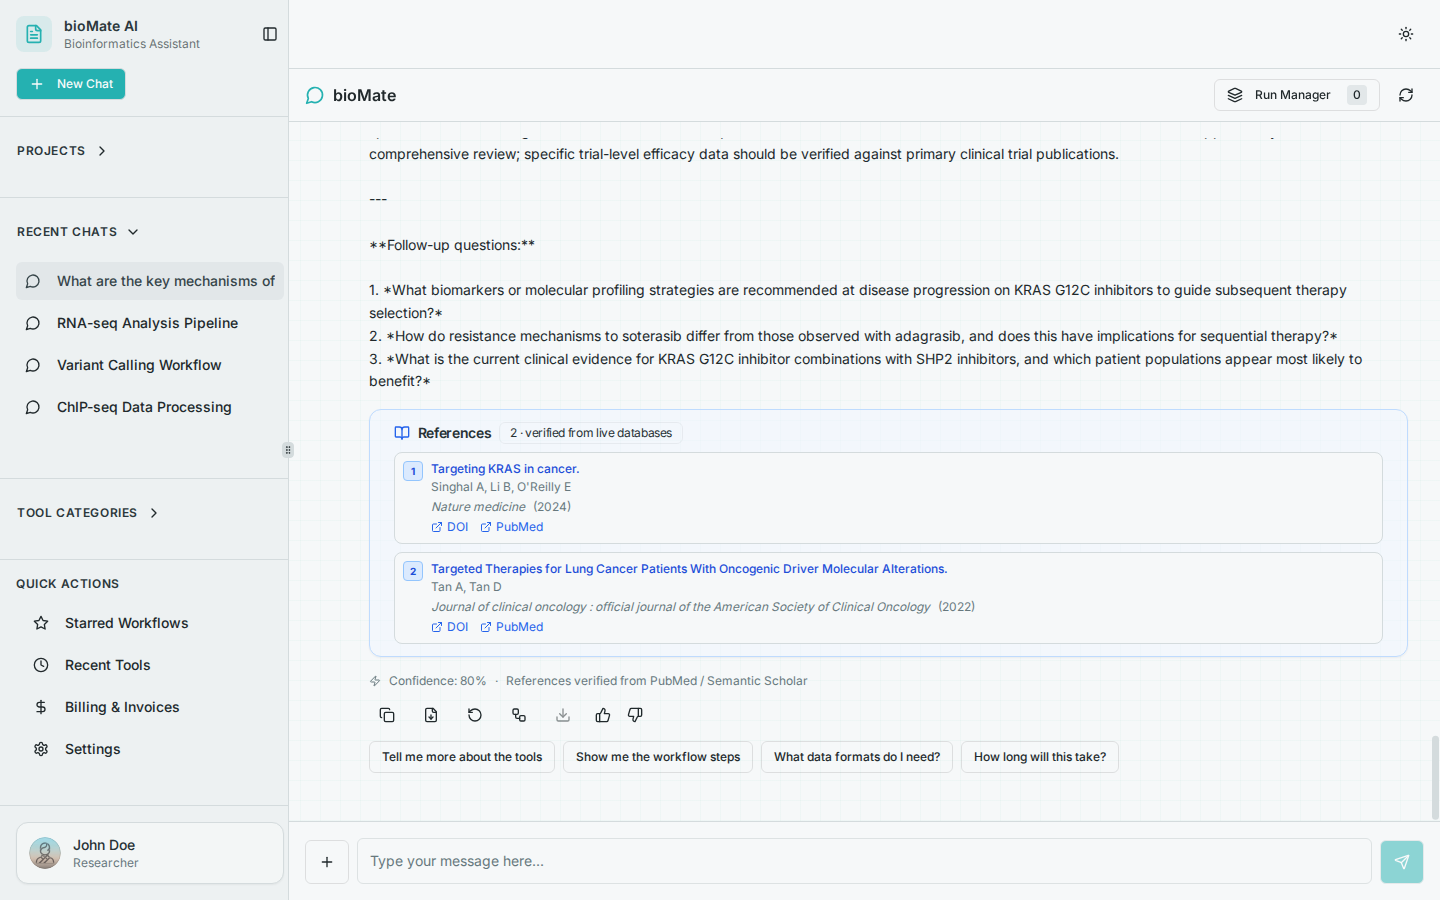 bioMate AI
Bioinformatics Assistant
New Chat
PROJECTS
RECENT CHATS
What are the key mechanisms of
RNA-seq Analysis Pipeline
Variant Calling Workflow
ChIP-seq Data Processing
TOOL CATEGORIES
QUICK ACTIONS
Starred Workflows
Recent Tools
Billing & Invoices
Settings
John Doe
Researcher
bioMate
Run Manager 0
comprehensive review; specific trial-level efficacy data should be verified against primary clinical trial publications.
---
**Follow-up questions:**
1. *What biomarkers or molecular profiling strategies are recommended at disease progression on KRAS G12C inhibitors to guide subsequent therapy
selection?*
2. *How do resistance mechanisms to soterasib differ from those observed with adagrasib, and does this have implications for sequential therapy?*
3. *What is the current clinical evidence for KRAS G12C inhibitor combinations with SHP2 inhibitors, and which patient populations appear most likely to
benefit?*
References 2 · verified from live databases
1 Targeting KRAS in cancer.
Singhal A, Li B, O'Reilly E
Nature medicine (2024)
DOI PubMed
2 Targeted Therapies for Lung Cancer Patients With Oncogenic Driver Molecular Alterations.
Tan A, Tan D
Journal of clinical oncology : official journal of the American Society of Clinical Oncology (2022)
DOI PubMed
Confidence: 80% · References verified from PubMed / Semantic Scholar
Tell me more about the tools
Show me the workflow steps
What data formats do I need?
How long will this take?
Type your message here...